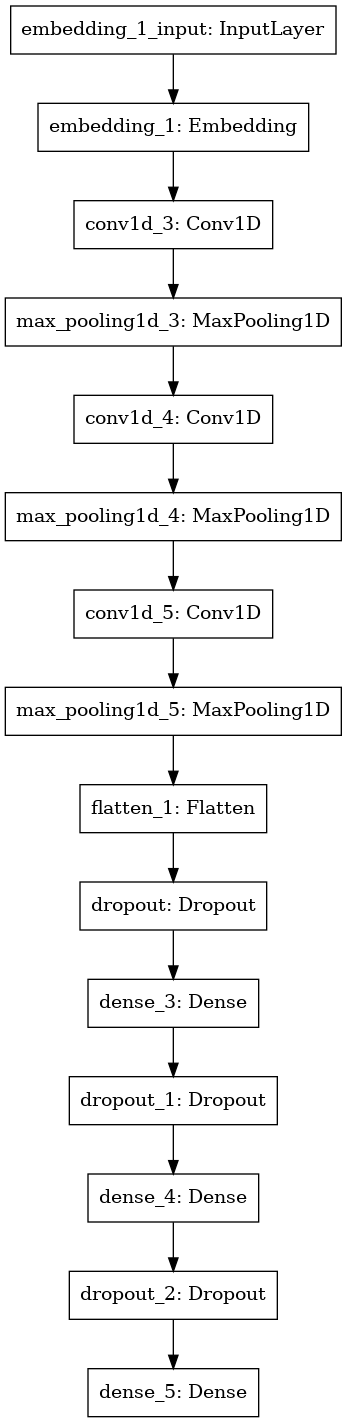 embedding_1_input: InputLayer
embedding_1: Embedding
conv1d_3: Conv1D
max_pooling1d_3: MaxPooling1D
conv1d_4: Conv1D
max_pooling1d_4: MaxPooling1D
conv1d_5: Conv1D
max_pooling1d_5: MaxPooling1D
flatten_1: Flatten
dropout: Dropout
dense_3: Dense
dropout_1: Dropout
dense_4: Dense
dropout_2: Dropout
dense_5: Dense